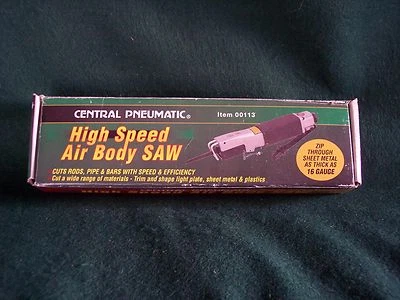 CENTRAL PNEUMATIC®
Item 00113
High Speed
Air Body SAW
ZIP
THROUGH
SHEET METAL
AS THICK AS
16 GAUGE
CUTS RODS, PIPE & BARS WITH SPEED & EFFICIENCY
Cut a wide range of materials - Trim and shape light plate, sheet metal & plastics